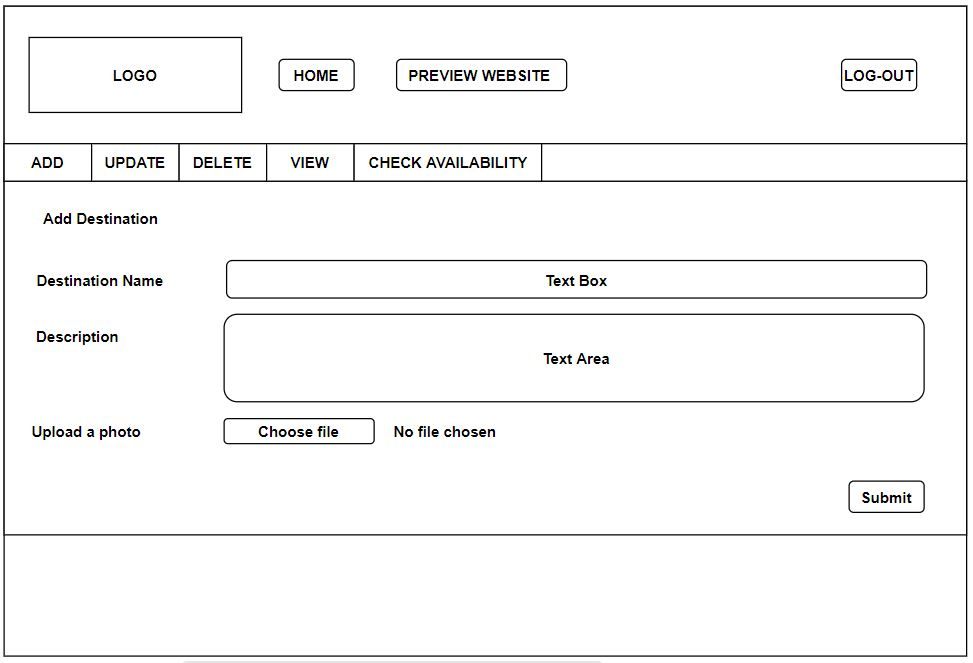 LOGO
HOME
PREVIEW WEBSITE
LOG-OUT
ADD
UPDATE
DELETE
VIEW
CHECK AVAILABILITY
Add Destination
Destination Name
Text Box
Description
Text Area
Upload a photo
Choose file
No file chosen
Submit